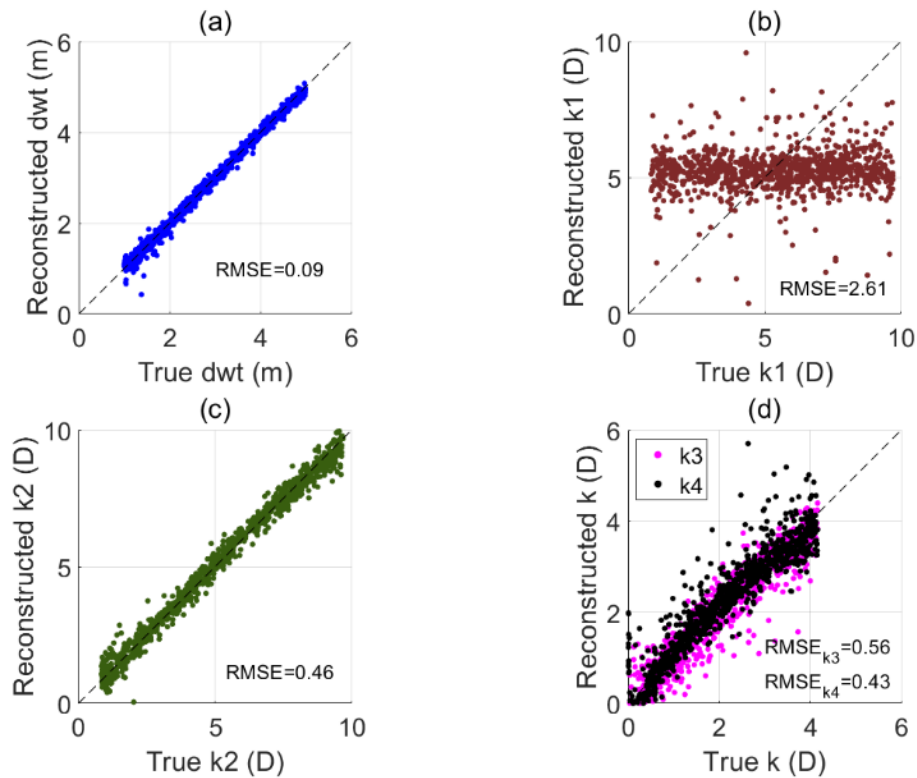 (a)
6
4
2
0
0
2
4
6
Reconstructed dwt (m)
True dwt (m)
RMSE=0.09
(b)
10
5
0
0
5
10
Reconstructed k1 (D)
True k1 (D)
RMSE=2.61
(c)
10
5
0
0
5
10
Reconstructed k2 (D)
True k2 (D)
RMSE=0.46
(d)
6
4
2
0
0
2
4
6
Reconstructed k (D)
True k (D)
k3
k4
RMSE_k3=0.56
RMSE_k4=0.43